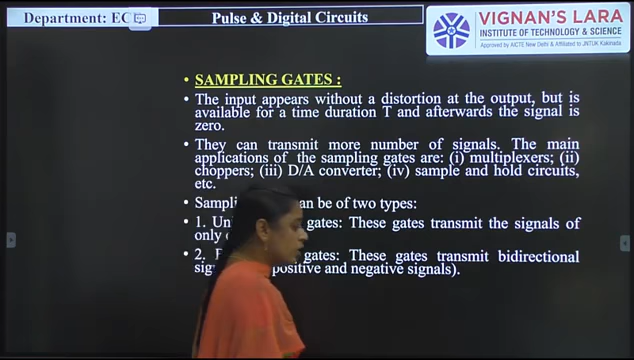 Department: EC
Pulse & Digital Circuits
VIGNAN'S LARA
INSTITUTE OF TECHNOLOGY & SCIENCE
Approved by AICTE New Delhi & Affiliated to JNTUK Kakinada
• SAMPLING GATES :
• The input appears without a distortion at the output, but is
available for a time duration T and afterwards the signal is
zero.
• They can transmit more number of signals. The main
applications of the sampling gates are: (i) multiplexers; (ii)
choppers; (iii) D/A converter; (iv) sample and hold circuits,
etc.
• Sampli an be of two types:
• 1. Un gates: These gates transmit the signals of
only
• 2. gates: These gates transmit bidirectional
sig positive and negative signals).